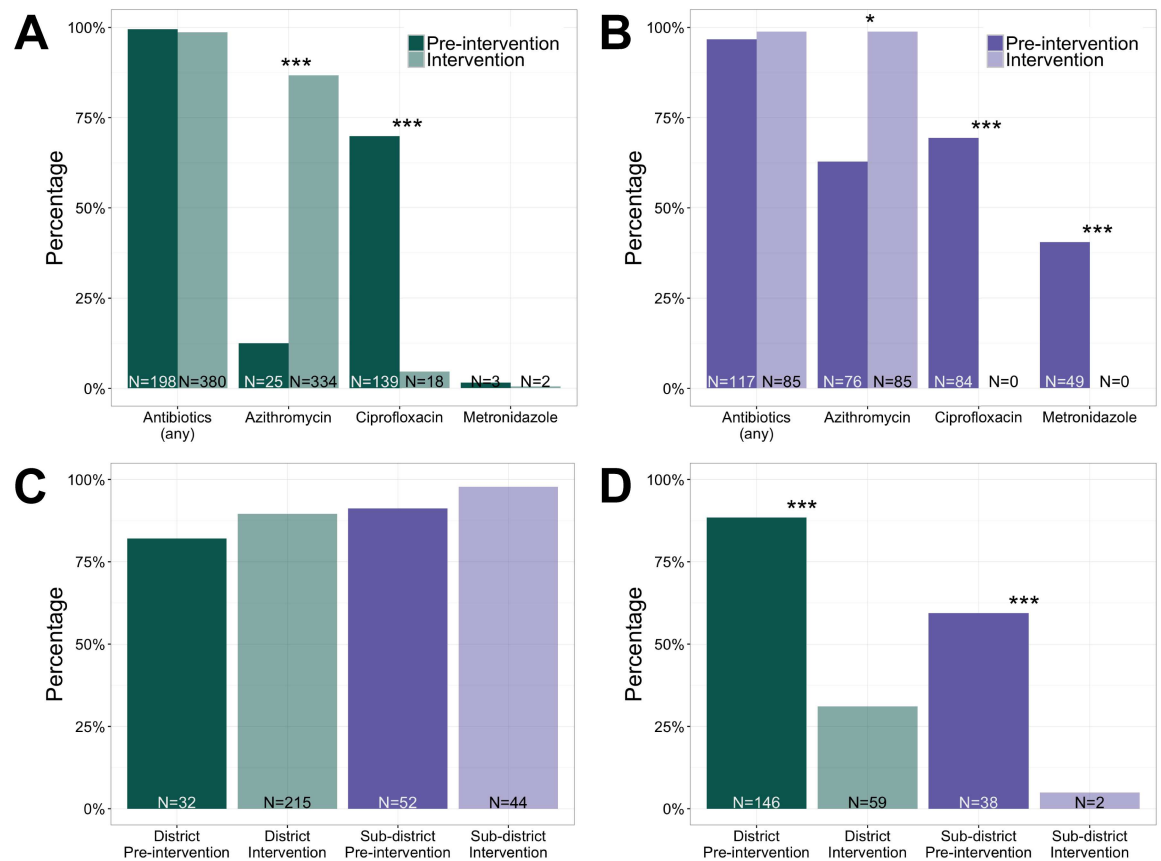 A
Percentage
100%
75%
50%
25%
0%
Pre-intervention
Intervention
***
***
N=198 N=380 N=25 N=334 N=139 N=18 N=3 N=2
Antibiotics
(any)
Azithromycin
Ciprofloxacin
Metronidazole
B
Percentage
100%
75%
50%
25%
0%
*
Pre-intervention
Intervention
***
***
N=117 N=85 N=76 N=85 N=84 N=0 N=49 N=0
Antibiotics
(any)
Azithromycin
Ciprofloxacin
Metronidazole
C
Percentage
100%
75%
50%
25%
0%
N=32 N=215 N=52 N=44
District
Pre-intervention
District
Intervention
Sub-district
Pre-intervention
Sub-district
Intervention
D
Percentage
100%
75%
50%
25%
0%
***
***
N=146 N=59 N=38 N=2
District
Pre-intervention
District
Intervention
Sub-district
Pre-intervention
Sub-district
Intervention